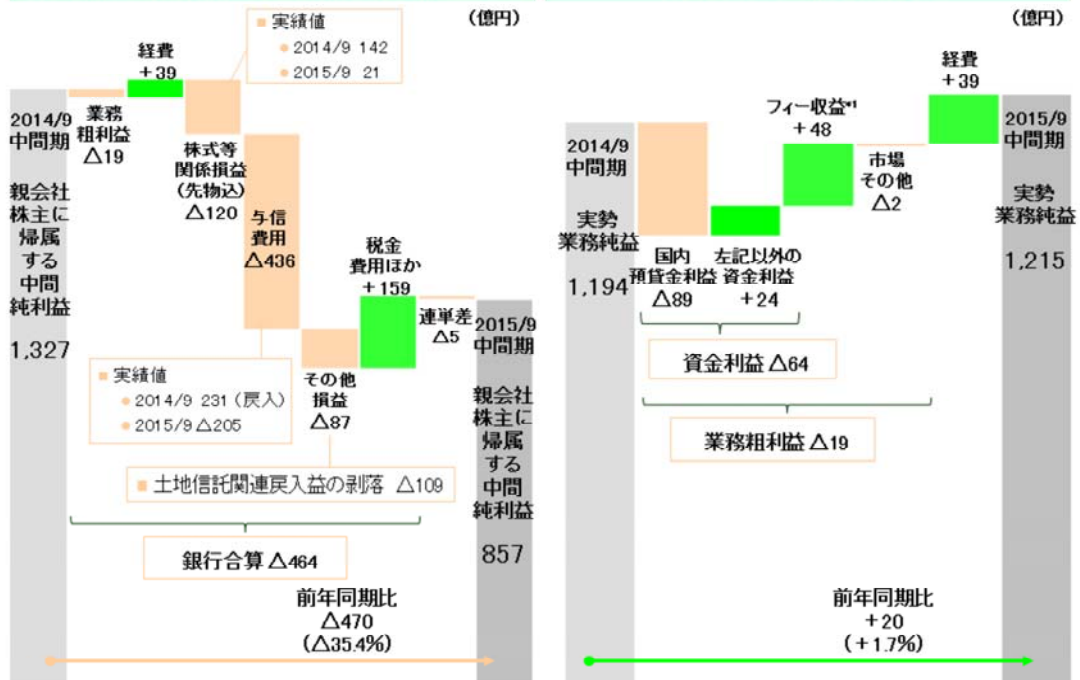 (億円)
■ 実績値
● 2014/9 142
● 2015/9 21
経費
+39
2014/9
中間期
業務
粗利益
△19
株式等
関係損益
(先物込)
△120
親会社
株主に
帰属
する
中間
純利益
1,327
与信
費用
△436
税金
費用ほか
+159
連単差
△5
■ 実績値
● 2014/9 231 (戻入)
● 2015/9 △205
その他
損益
△87
2015/9
中間期
親会社
株主に
帰属
する
中間
純利益
857
■ 土地信託関連戻入益の剥落 △109
銀行合算 △464
前年同期比
△470
(△35.4%)
(億円)
2014/9
中間期
実勢
業務純益
1,194
国内
預貸金利益
△89
左記以外の
資金利益
+24
フィー収益*1
+48
市場
その他
△2
経費
+39
2015/9
中間期
実勢
業務純益
1,215
資金利益 △64
業務粗利益 △19
前年同期比
+20
(+1.7%)